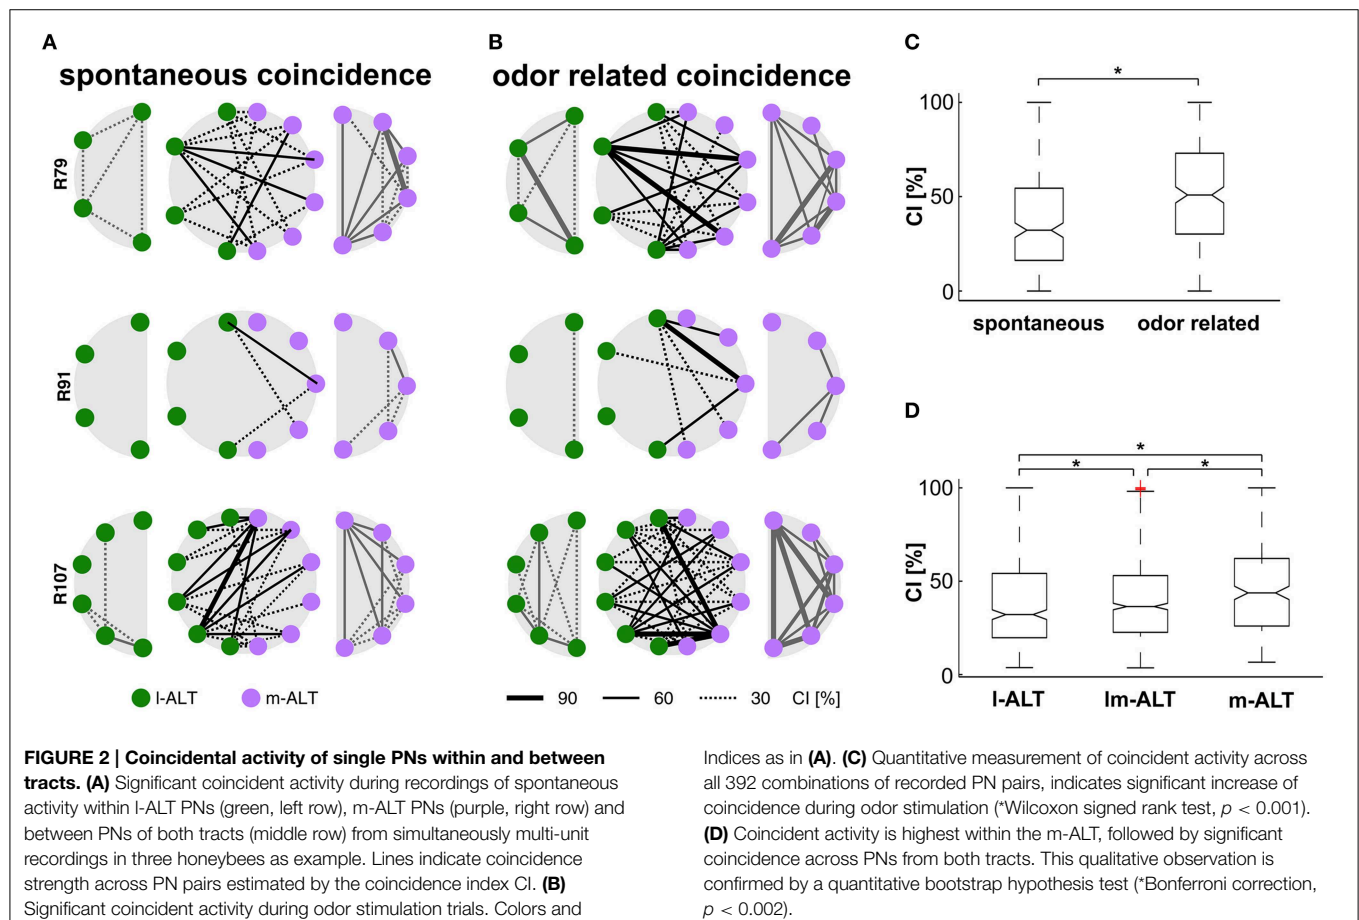 A
spontaneous coincidence
R79
R91
R107
l-ALT
m-ALT
B
odor related coincidence
90
60
30
CI [%]
C
*
100
50
0
CI [%]
spontaneous
odor related
D
*
*
*
100
50
0
CI [%]
l-ALT
lm-ALT
m-ALT
FIGURE 2 | Coincidental activity of single PNs within and between
tracts. (A) Significant coincident activity during recordings of spontaneous
activity within l-ALT PNs (green, left row), m-ALT PNs (purple, right row) and
between PNs of both tracts (middle row) from simultaneously multi-unit
recordings in three honeybees as example. Lines indicate coincidence
strength across PN pairs estimated by the coincidence index CI. (B)
Significant coincident activity during odor stimulation trials. Colors and
Indices as in (A). (C) Quantitative measurement of coincident activity across
all 392 combinations of recorded PN pairs, indicates significant increase of
coincidence during odor stimulation (*Wilcoxon signed rank test, p < 0.001).
(D) Coincident activity is highest within the m-ALT, followed by significant
coincidence across PNs from both tracts. This qualitative observation is
confirmed by a quantitative bootstrap hypothesis test (*Bonferroni correction,
p < 0.002).